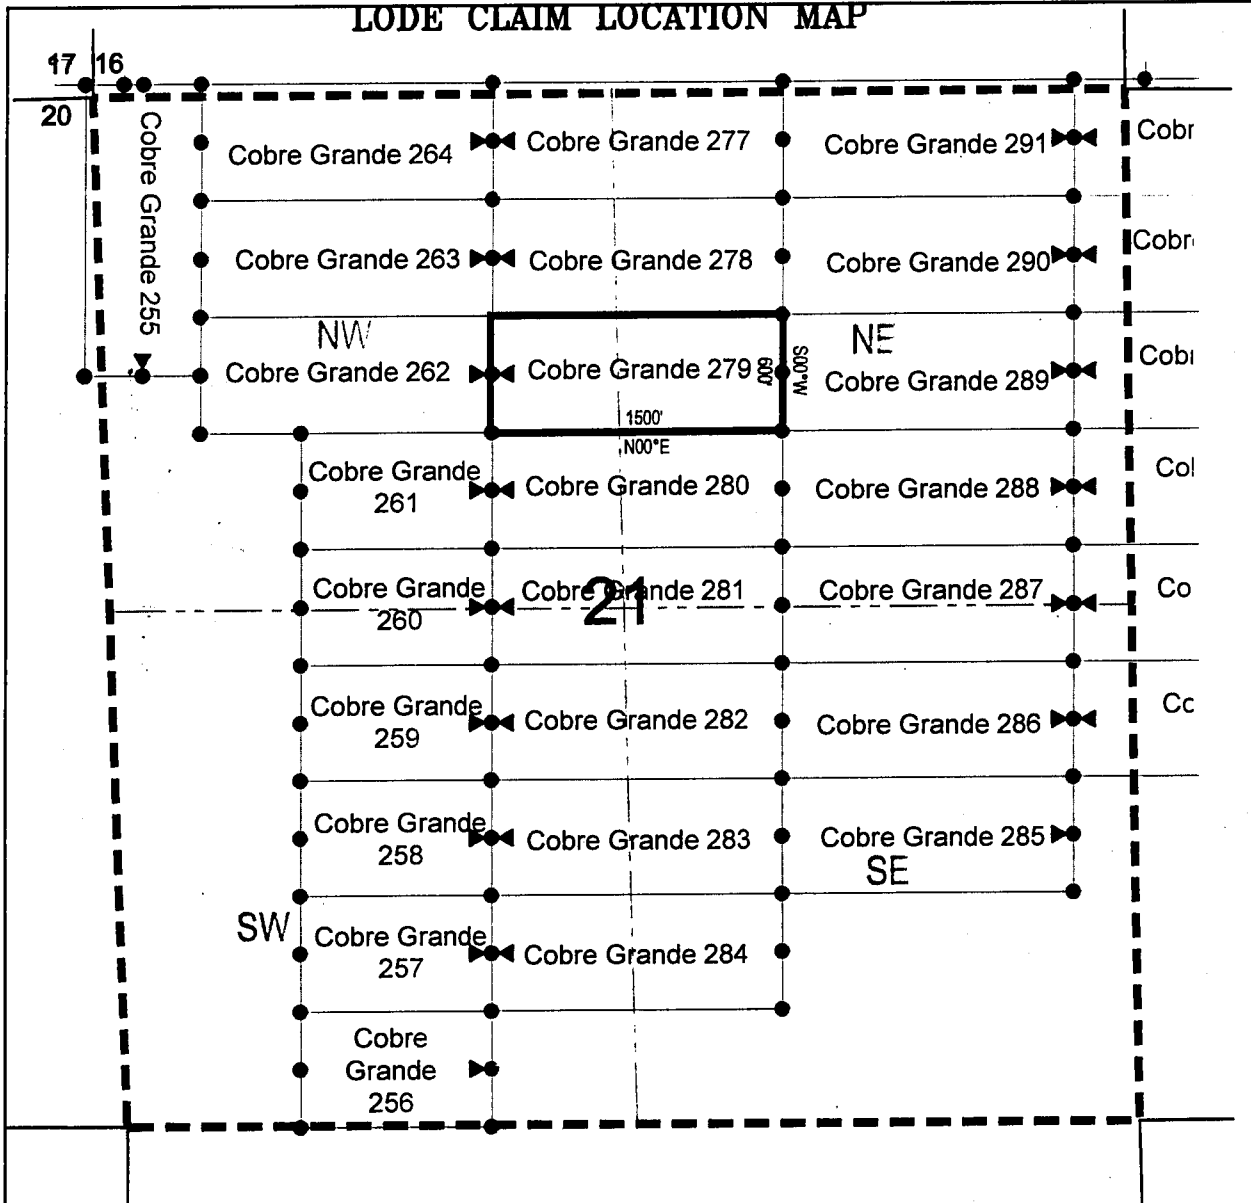 LODE CLAIM LOCATION MAP
17 16
20
Cobre Grande 255
Cobre Grande 264
Cobre Grande 277
Cobre Grande 291
Cobr
Cobre Grande 263
Cobre Grande 278
Cobre Grande 290
Cobr
NW
NE
Cobre Grande 262
Cobre Grande 279
600'
S00°W
Cobre Grande 289
Cob
1500'
N00°E
Cobre Grande
261
Cobre Grande 280
Cobre Grande 288
Col
Cobre Grande
260
Cobre Grande 281
21
Cobre Grande 287
Co
Cobre Grande
259
Cobre Grande 282
Cobre Grande 286
Co
Cobre Grande
258
Cobre Grande 283
Cobre Grande 285
SE
SW
Cobre Grande
257
Cobre Grande 284
Cobre
Grande
256